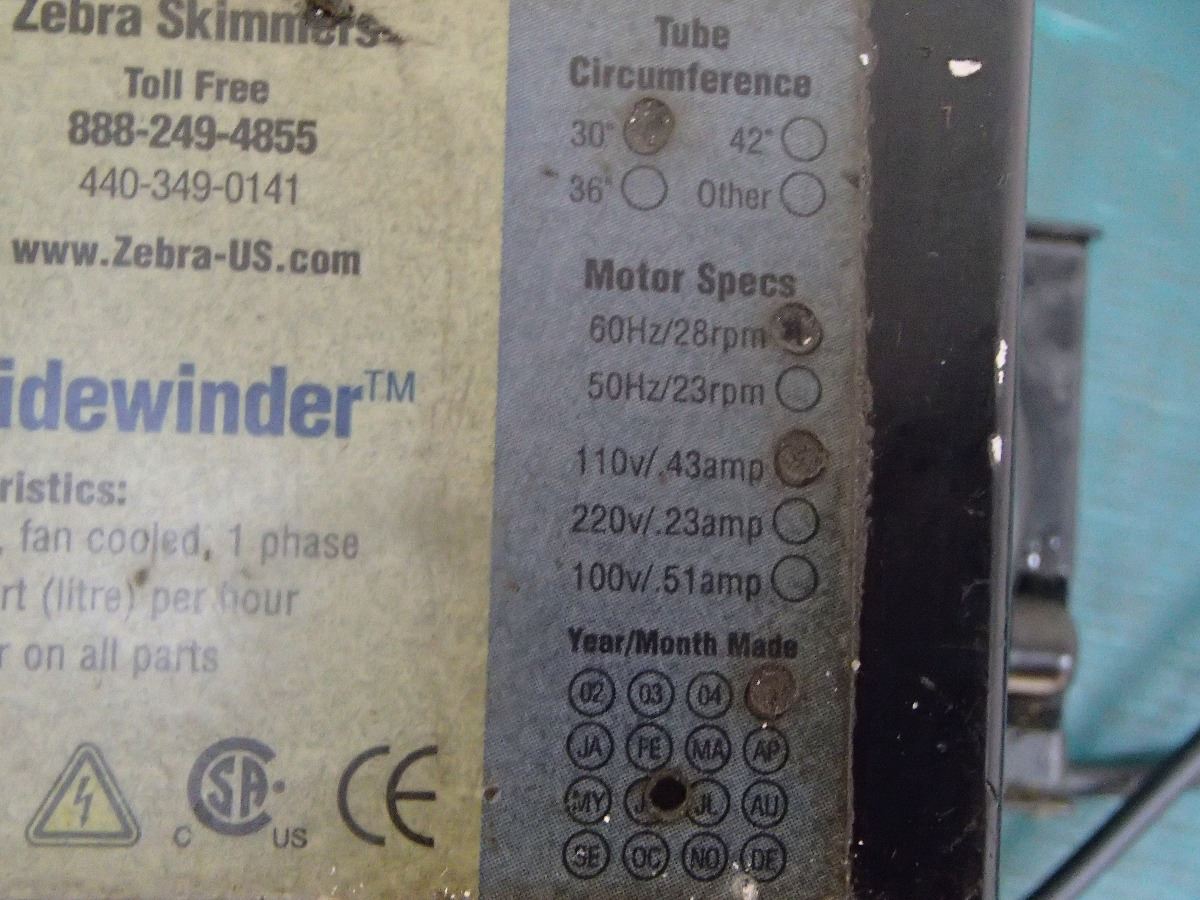 Zebra Skimmers
Toll Free
888-249-4855
440-349-0141
www.Zebra-US.com
idewinder™
ristics:
, fan cooled, 1 phase
rt (litre) per hour
r on all parts
C SA US
CE
Tube
Circumference
30" 42"
36" Other
Motor Specs
60Hz/28rpm
50Hz/23rpm
110v/.43amp
220v/.23amp
100v/.51amp
Year/Month Made
02 03 04
JA FE MA AP
MY J JL AU
SE OC NO DE